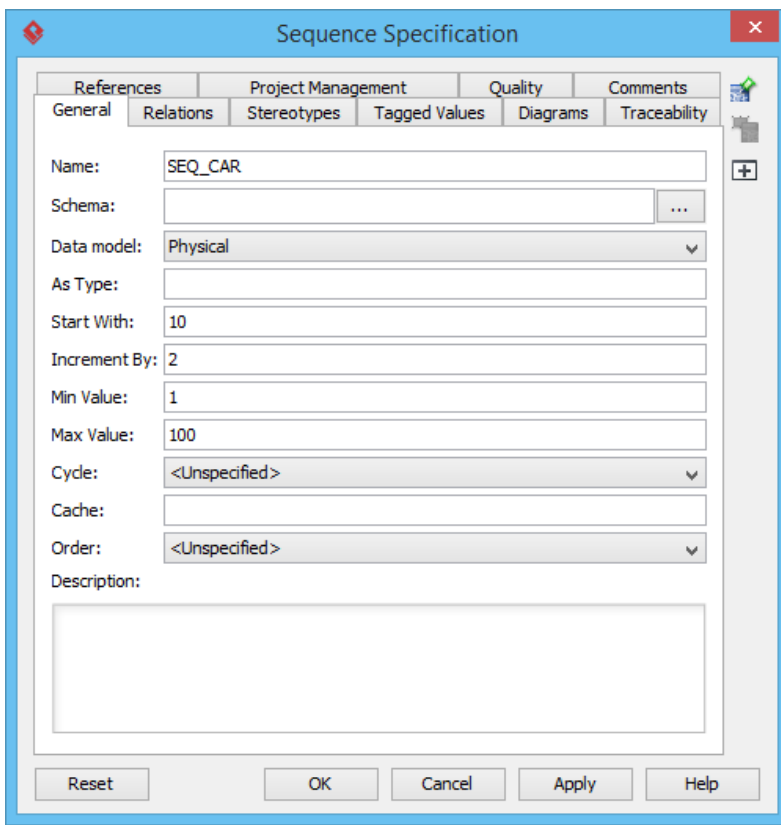 Sequence Specification
References Project Management Quality Comments
General Relations Stereotypes Tagged Values Diagrams Traceability
Name: SEQ_CAR
Schema: ...
Data model: Physical
As Type:
Start With: 10
Increment By: 2
Min Value: 1
Max Value: 100
Cycle: <Unspecified>
Cache:
Order: <Unspecified>
Description:
Reset OK Cancel Apply Help